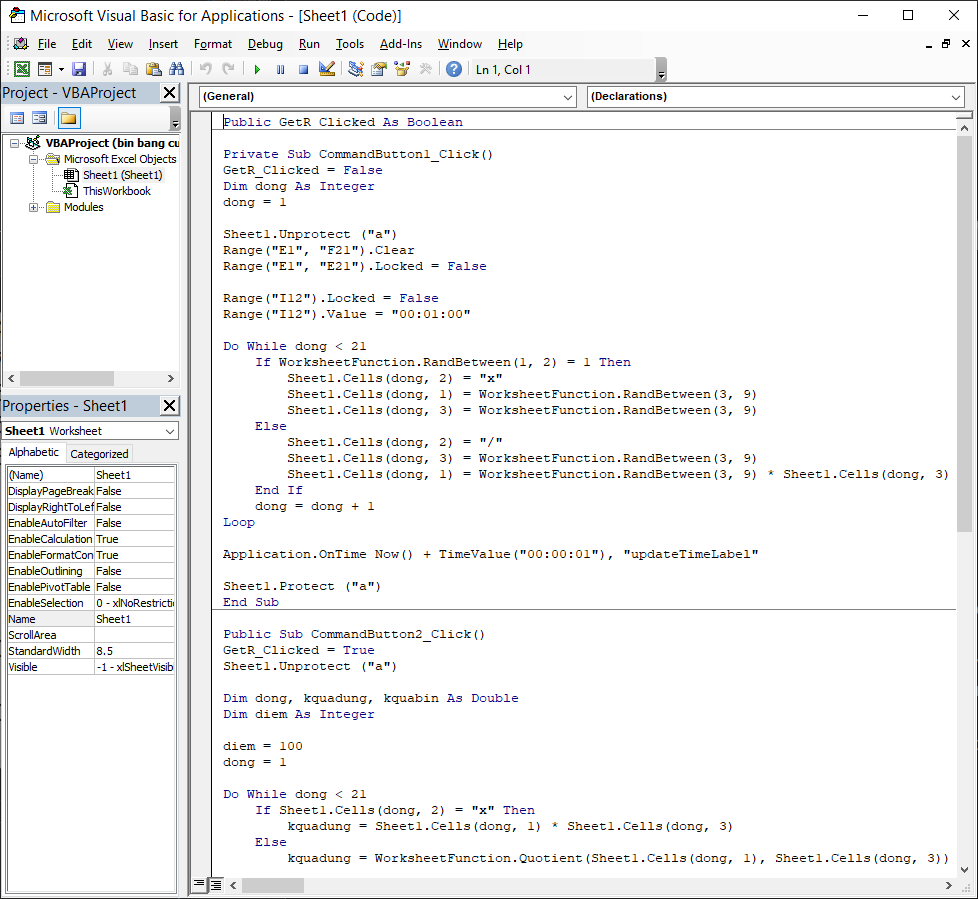 Microsoft Visual Basic for Applications - [Sheet1 (Code)]
File Edit View Insert Format Debug Run Tools Add-Ins Window Help
Ln 1, Col 1
Project - VBAProject
VBAProject (bin bang cu
Microsoft Excel Objects
Sheet1 (Sheet1)
ThisWorkbook
Modules
Properties - Sheet1
Sheet1 Worksheet
Alphabetic Categorized
(Name) Sheet1
DisplayPageBreak False
DisplayRightToLef False
EnableAutoFilter False
EnableCalculation True
EnableFormatCon True
EnableOutlining False
EnablePivotTable False
EnableSelection 0 - xlNoRestrictio
Name Sheet1
ScrollArea
StandardWidth 8.5
Visible -1 - xlSheetVisib
(General) (Declarations)
Public GetR_Clicked As Boolean
Private Sub CommandButton1_Click()
GetR_Clicked = False
Dim dong As Integer
dong = 1
Sheet1.Unprotect ("a")
Range("E1", "F21").Clear
Range("E1", "E21").Locked = False
Range("I12").Locked = False
Range("I12").Value = "00:01:00"
Do While dong < 21
If WorksheetFunction.RandBetween(1, 2) = 1 Then
Sheet1.Cells(dong, 2) = "x"
Sheet1.Cells(dong, 1) = WorksheetFunction.RandBetween(3, 9)
Sheet1.Cells(dong, 3) = WorksheetFunction.RandBetween(3, 9)
Else
Sheet1.Cells(dong, 2) = "/"
Sheet1.Cells(dong, 3) = WorksheetFunction.RandBetween(3, 9)
Sheet1.Cells(dong, 1) = WorksheetFunction.RandBetween(3, 9) * Sheet1.Cells(dong, 3)
End If
dong = dong + 1
Loop
Application.OnTime Now() + TimeValue("00:00:01"), "updateTimeLabel"
Sheet1.Protect ("a")
End Sub
Public Sub CommandButton2_Click()
GetR_Clicked = True
Sheet1.Unprotect ("a")
Dim dong, kquadung, kquabin As Double
Dim diem As Integer
diem = 100
dong = 1
Do While dong < 21
If Sheet1.Cells(dong, 2) = "x" Then
kquadung = Sheet1.Cells(dong, 1) * Sheet1.Cells(dong, 3)
Else
kquadung = WorksheetFunction.Quotient(Sheet1.Cells(dong, 1), Sheet1.Cells(dong, 3))